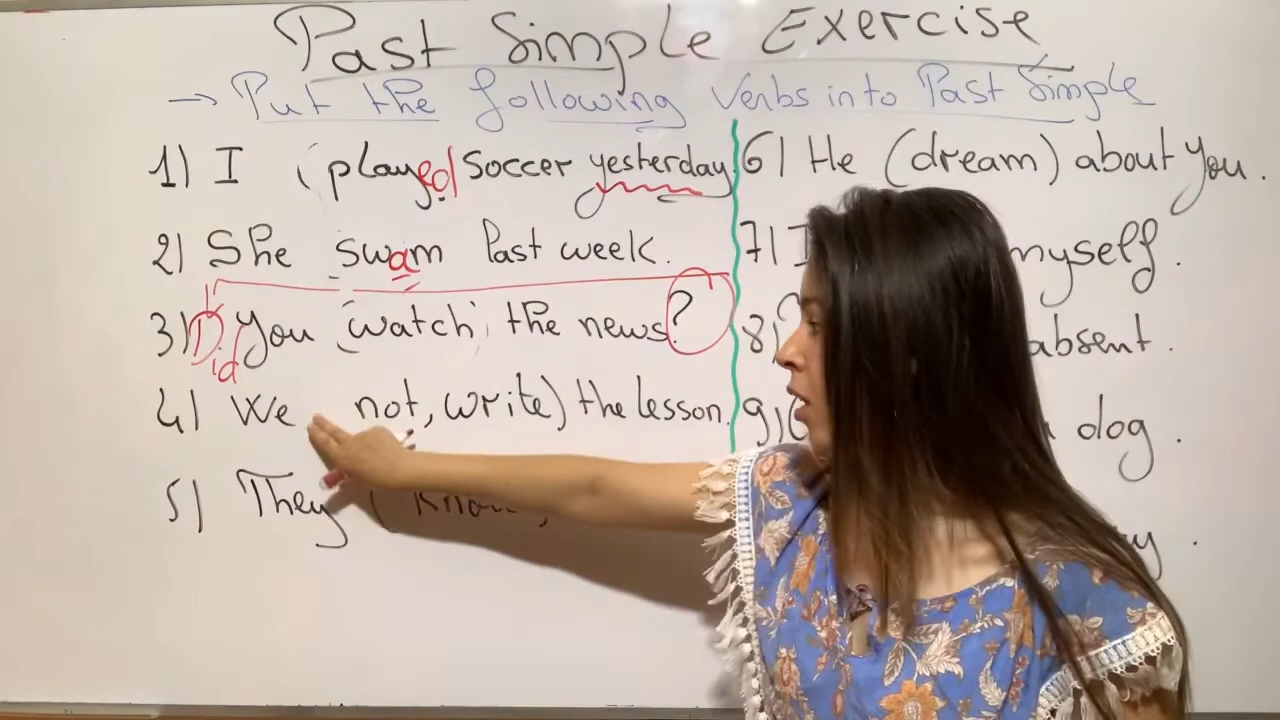 Past Simple Exercise
→ Put the following verbs into Past Simple
1) I (played) soccer yesterday.
2) She swam last week.
3) Did you (watch) the news?
4) We not, write) the lesson.
5) They (
6) He (dream) about you.
7) I myself.
8) absent.
9) dog.